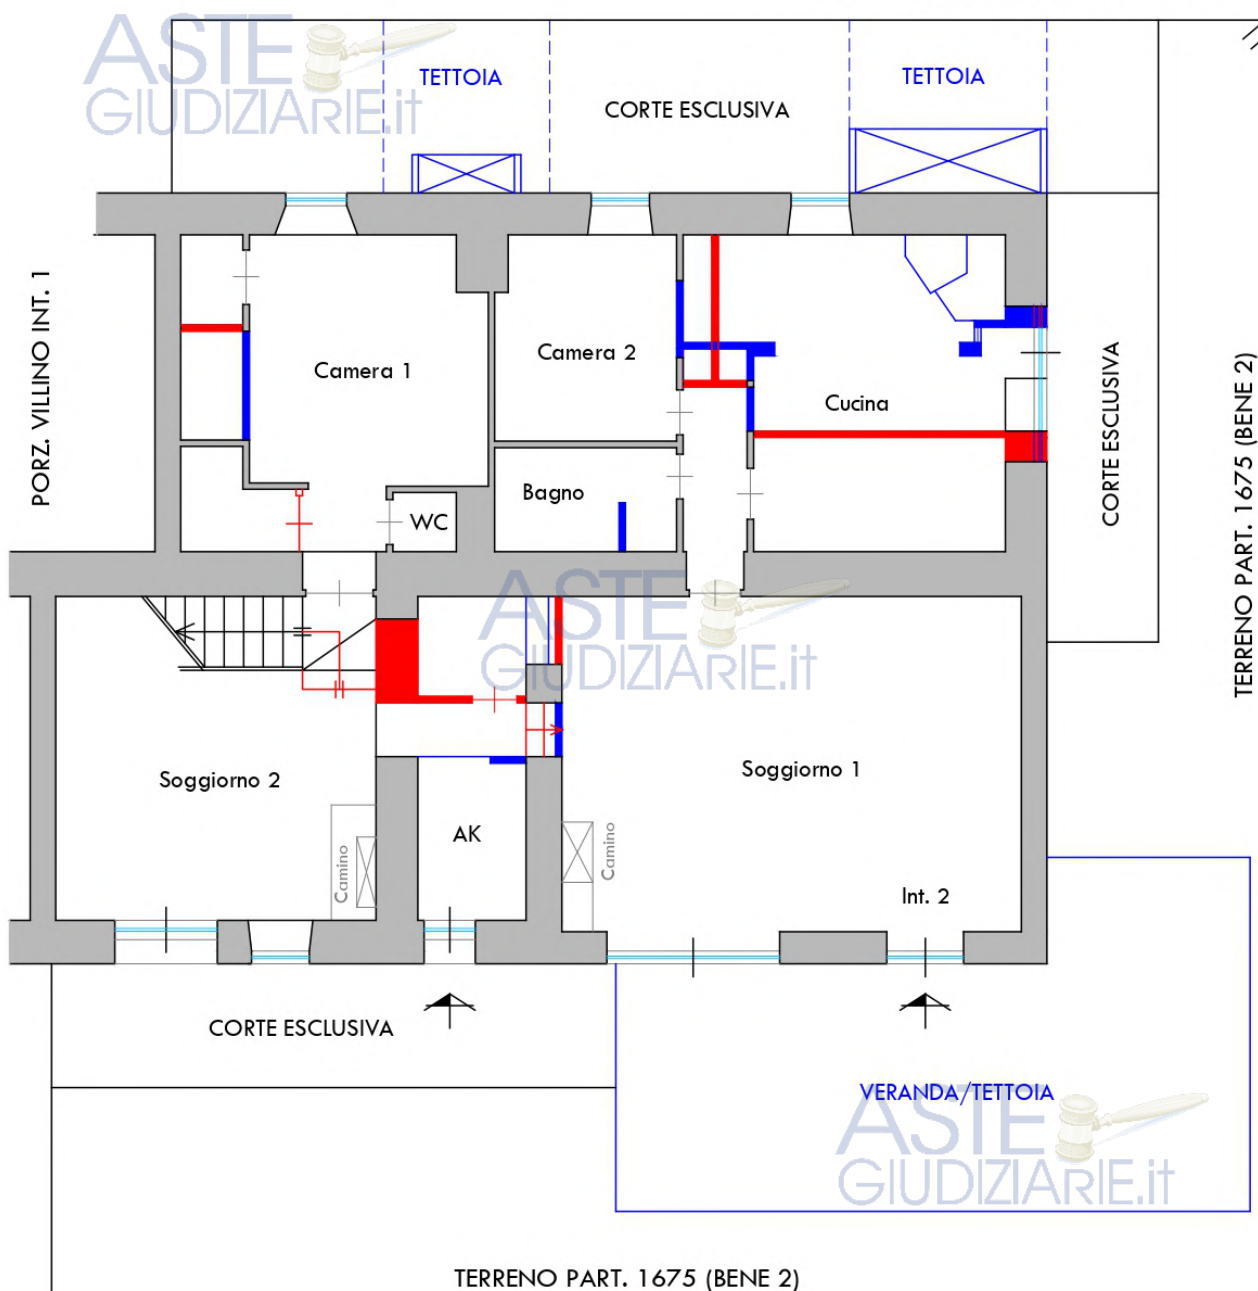 ASTE
GIUDIZIARIE.it
TETTOIA
TETTOIA
CORTE ESCLUSIVA
PORZ. VILLINO INT. 1
Camera 1
Camera 2
Cucina
CORTE ESCLUSIVA
TERRENO PART. 1675 (BENE 2)
Bagno
WC
ASTE
GIUDIZIARIE.it
Soggiorno 2
Soggiorno 1
AK
Camino
Camino
Int. 2
CORTE ESCLUSIVA
VERANDA/TETTOIA
ASTE
GIUDIZIARIE.it
TERRENO PART. 1675 (BENE 2)